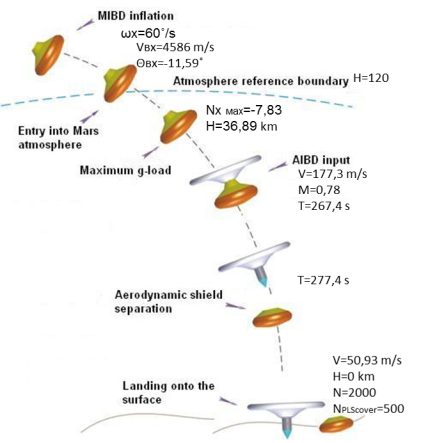 MIBD inflation
ωx=60˚/s
VBX=4586 m/s
ΘBX=-11,59˚
Atmosphere reference boundary H=120
Entry into Mars
atmosphere
Nx MAX=-7,83
H=36,89 km
Maximum g-load
AIBD input
V=177,3 m/s
M=0,78
T=267,4 s
T=277,4 s
Aerodynamic shield
separation
V=50,93 m/s
H=0 km
N=2000
NPLScover=500
Landing onto the
surface